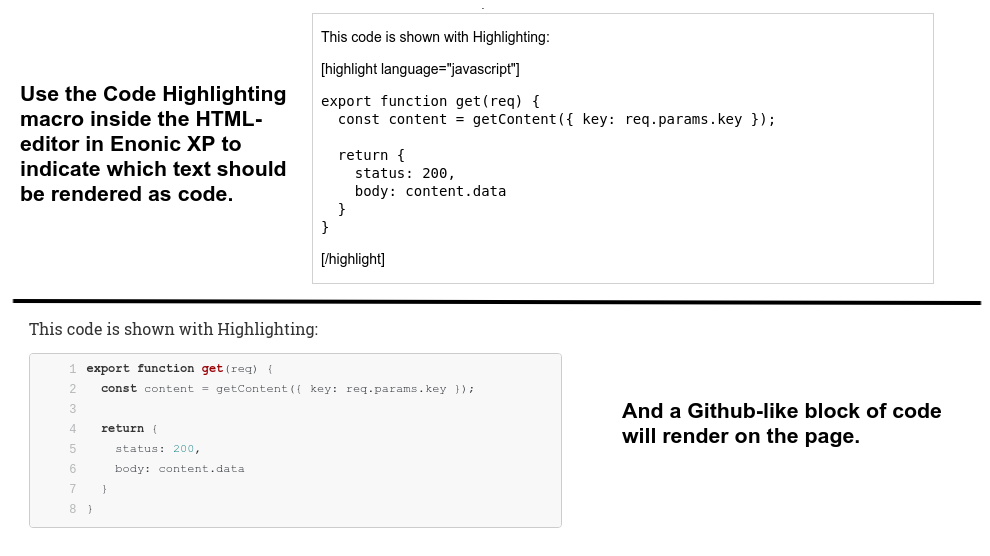 Use the Code Highlighting
macro inside the HTML-
editor in Enonic XP to
indicate which text should
be rendered as code.
This code is shown with Highlighting:
[highlight language="javascript"]
export function get(req) {
  const content = getContent({ key: req.params.key });

  return {
    status: 200,
    body: content.data
  }
}
[/highlight]
This code is shown with Highlighting:
1 export function get(req) {
2   const content = getContent({ key: req.params.key });
3
4   return {
5     status: 200,
6     body: content.data
7   }
8 }
And a Github-like block of code
will render on the page.